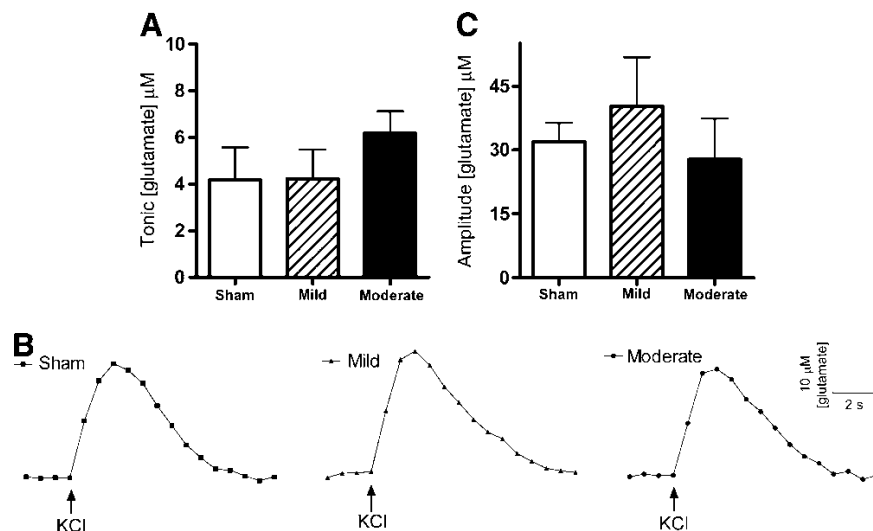 A
Tonic [glutamate] μM
10
8
6
4
2
0
Sham
Mild
Moderate
C
Amplitude [glutamate] μM
45
30
15
0
Sham
Mild
Moderate
B
Sham
KCl
Mild
KCl
Moderate
KCl
10 μM
[glutamate]
2 s